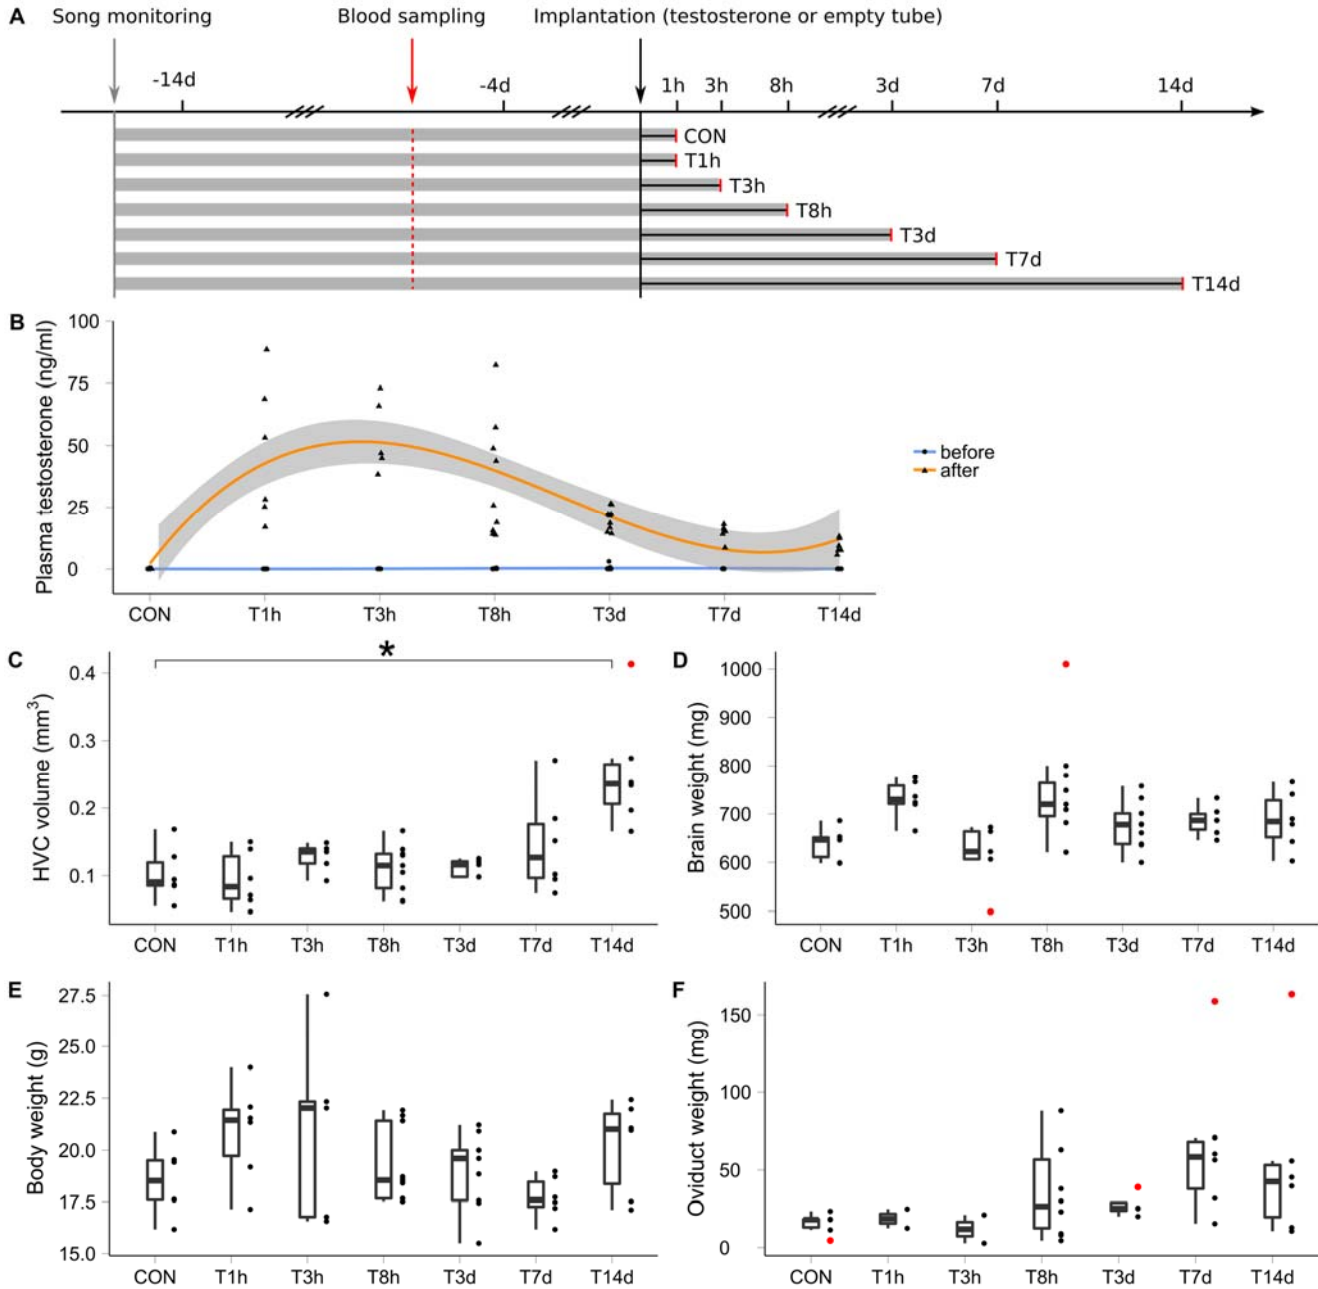 A
Song monitoring
Blood sampling
Implantation (testosterone or empty tube)
-14d
-4d
1h
3h
8h
3d
7d
14d
CON
T1h
T3h
T8h
T3d
T7d
T14d
B
Plasma testosterone (ng/ml)
100
75
50
25
0
CON
T1h
T3h
T8h
T3d
T7d
T14d
before
after
C
HVC volume (mm³)
0.4
0.3
0.2
0.1
*
CON
T1h
T3h
T8h
T3d
T7d
T14d
D
Brain weight (mg)
1000
900
800
700
600
500
CON
T1h
T3h
T8h
T3d
T7d
T14d
E
Body weight (g)
27.5
25.0
22.5
20.0
17.5
15.0
CON
T1h
T3h
T8h
T3d
T7d
T14d
F
Oviduct weight (mg)
150
100
50
0
CON
T1h
T3h
T8h
T3d
T7d
T14d